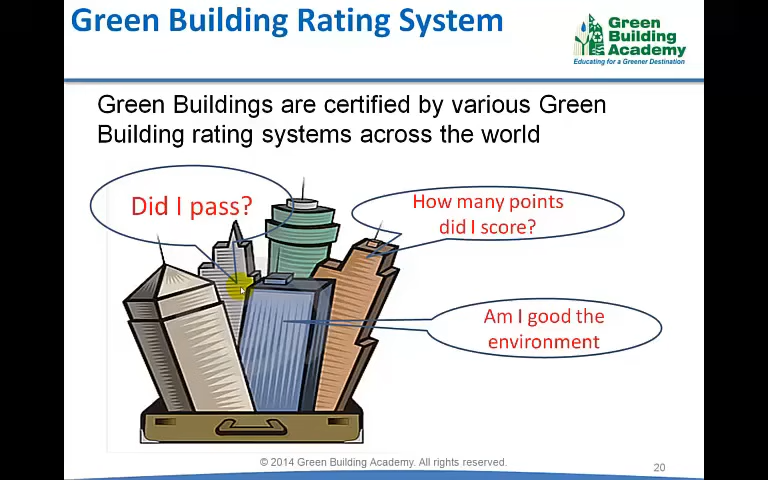 Green Building Rating System
Green
Building
Academy
Educating for a Greener Destination
Green Buildings are certified by various Green
Building rating systems across the world
Did I pass?
How many points
did I score?
Am I good the
environment
© 2014 Green Building Academy. All rights reserved.
20